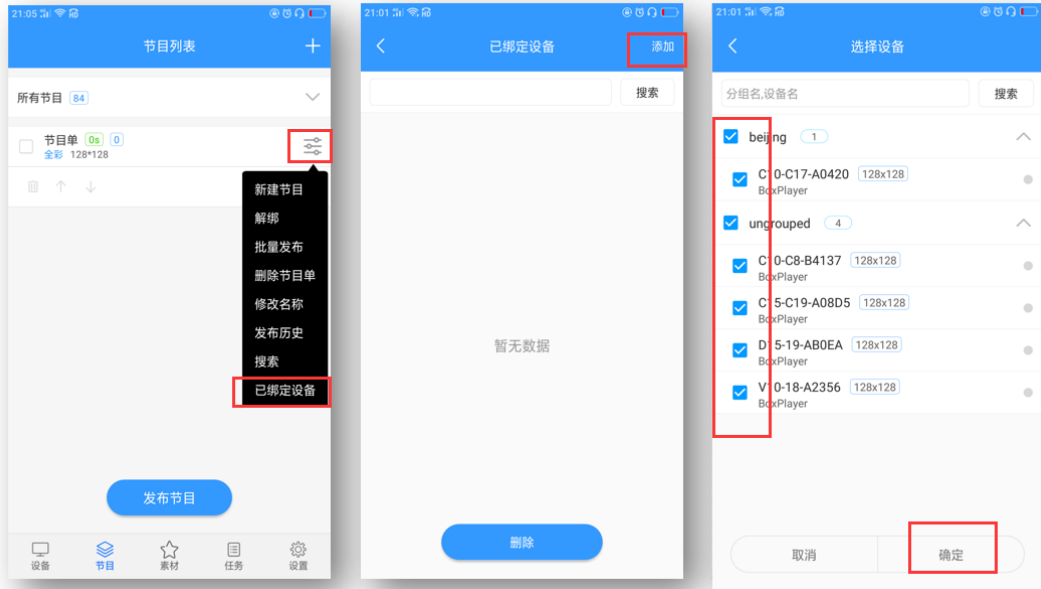 21:05
节目列表
所有节目 84
节目单 0s 0
全彩 128*128
新建节目
解绑
批量发布
删除节目单
修改名称
发布历史
搜索
已绑定设备
发布节目
设备 节目 素材 任务 设置
21:01
已绑定设备 添加
搜索
暂无数据
删除
21:01
选择设备
分组名,设备名 搜索
beijing 1
C10-C17-A0420 128x128
BoxPlayer
ungrouped 4
C10-C8-B4137 128x128
BoxPlayer
C15-C19-A08D5 128x128
BoxPlayer
D15-19-AB0EA 128x128
BoxPlayer
V10-18-A2356 128x128
BoxPlayer
取消 确定